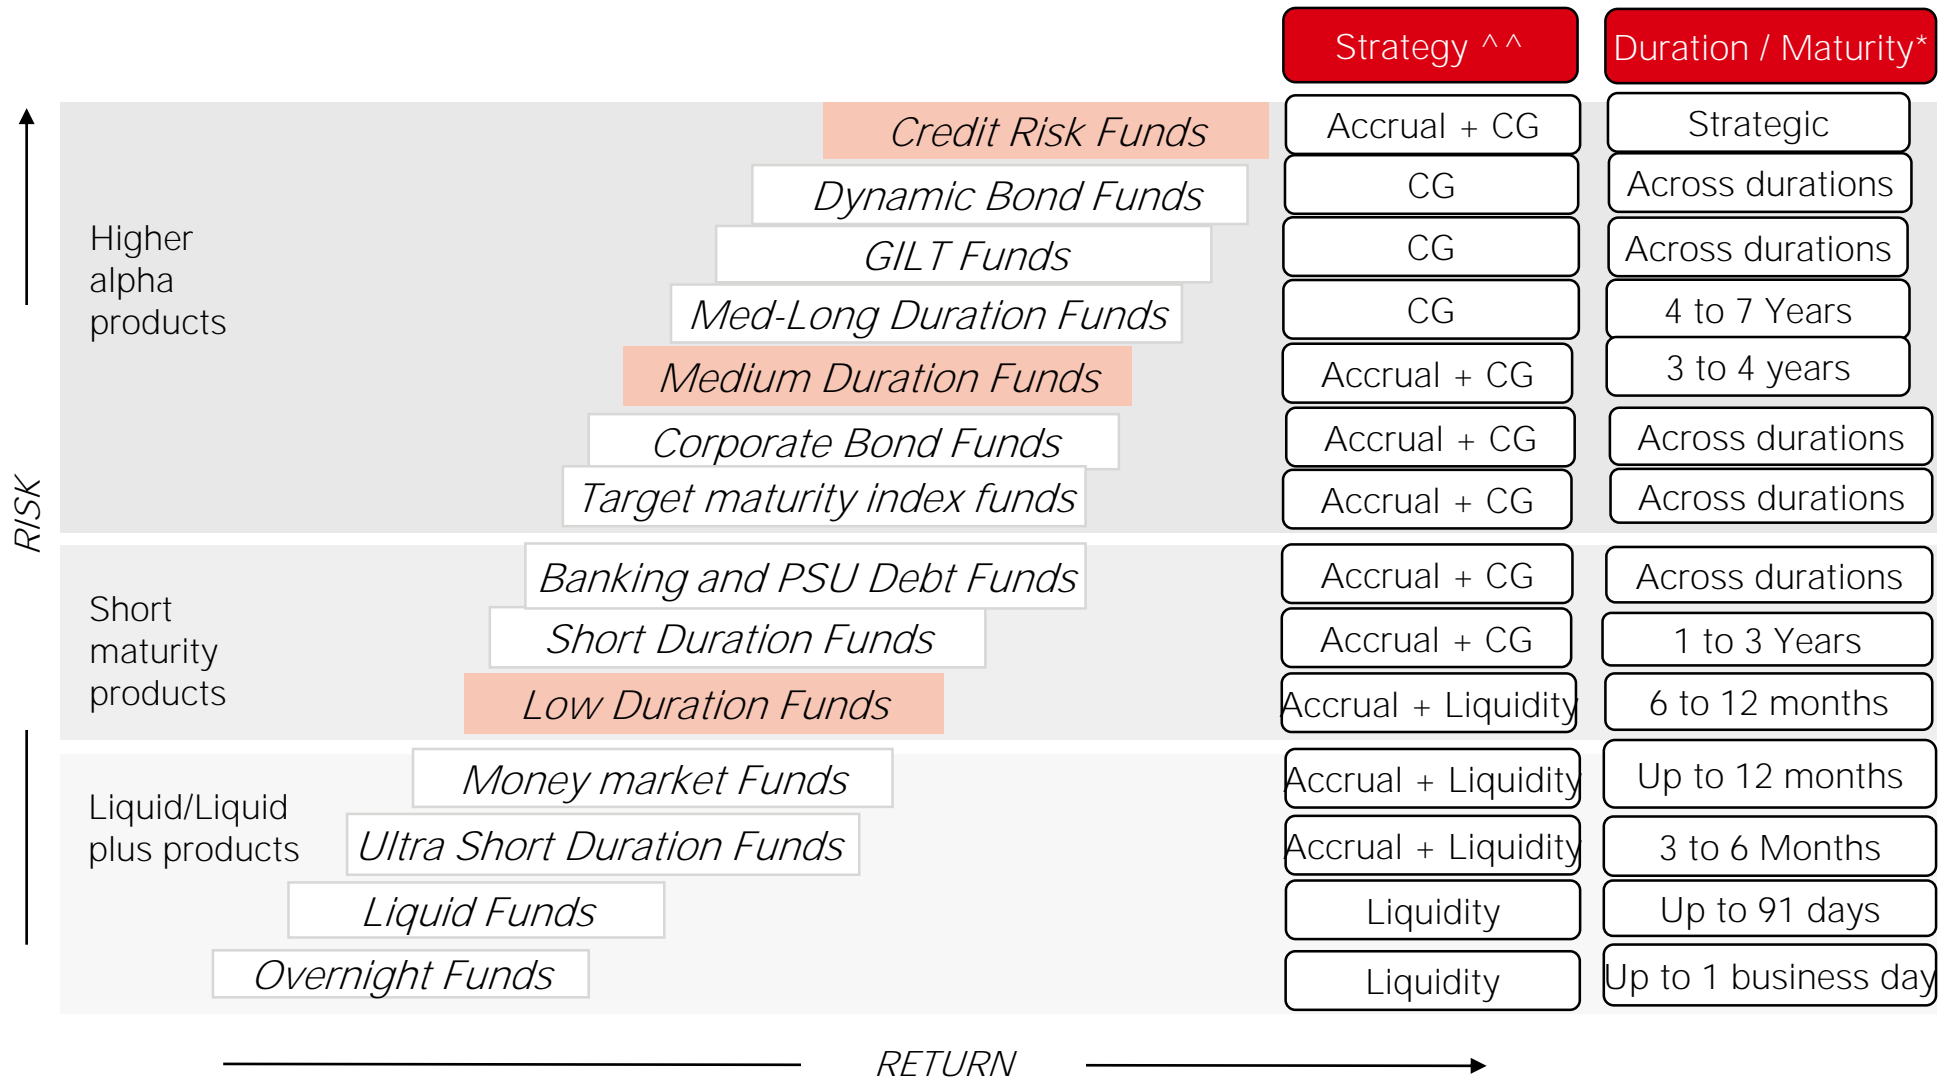 Strategy ^^ Duration / Maturity*
Credit Risk Funds Accrual + CG Strategic
Dynamic Bond Funds CG Across durations
Higher
alpha
products
GILT Funds CG Across durations
Med-Long Duration Funds CG 4 to 7 Years
Medium Duration Funds Accrual + CG 3 to 4 years
Corporate Bond Funds Accrual + CG Across durations
Target maturity index funds Accrual + CG Across durations
RISK
Banking and PSU Debt Funds Accrual + CG Across durations
Short
maturity
products
Short Duration Funds Accrual + CG 1 to 3 Years
Low Duration Funds Accrual + Liquidity 6 to 12 months
Money market Funds Accrual + Liquidity Up to 12 months
Liquid/Liquid
plus products
Ultra Short Duration Funds Accrual + Liquidity 3 to 6 Months
Liquid Funds Liquidity Up to 91 days
Overnight Funds Liquidity Up to 1 business day
RETURN